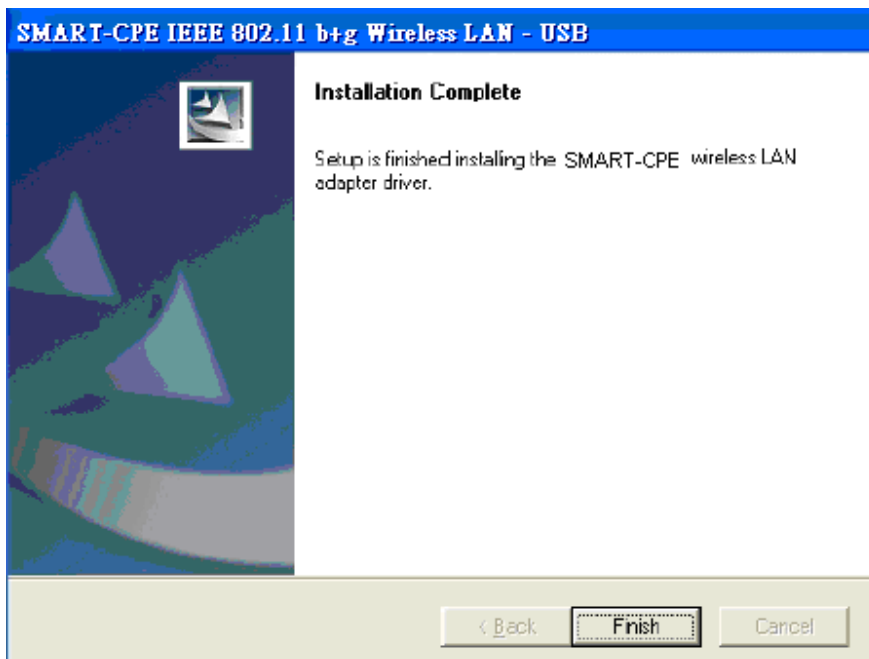 SMART-CPE IEEE 802.11 b+g Wireless LAN - USB
Installation Complete
Setup is finished installing the SMART-CPE wireless LAN
adapter driver.
< Back
Finish
Cancel